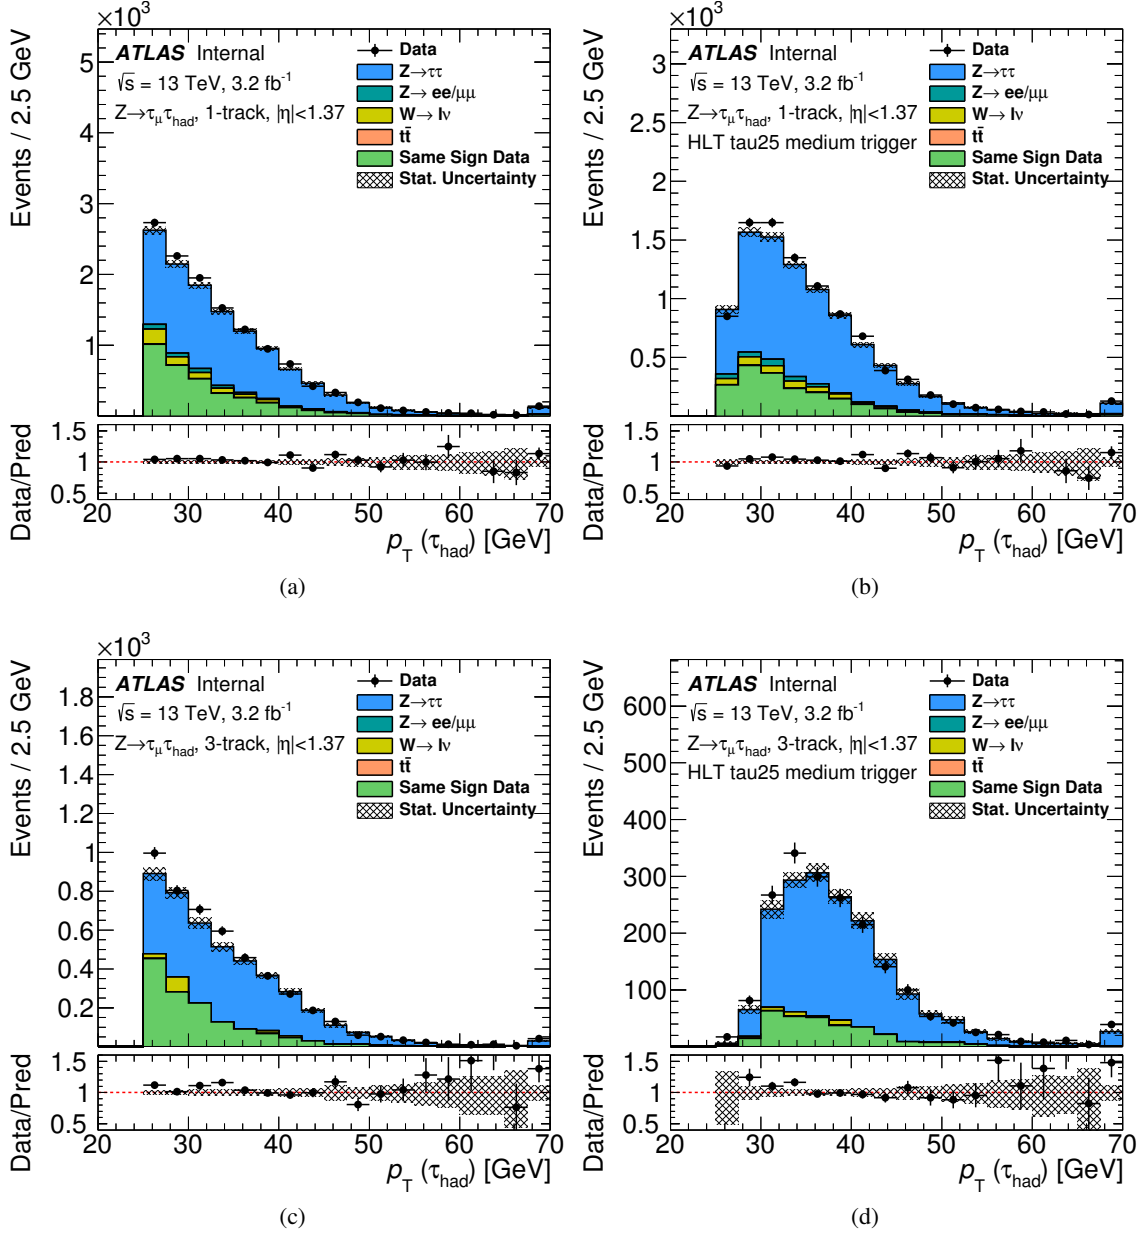 ×10³
Events / 2.5 GeV
ATLAS Internal
√s = 13 TeV, 3.2 fb⁻¹
Z→τμτhad, 1-track, |η|<1.37
Data
Z→ττ
Z→ ee/μμ
W→ lν
tt̄
Same Sign Data
Stat. Uncertainty
5
4
3
2
1
Data/Pred
1.5
1
0.5
20 30 40 50 60 70
pT (τhad) [GeV]
(a)
×10³
Events / 2.5 GeV
ATLAS Internal
√s = 13 TeV, 3.2 fb⁻¹
Z→τμτhad, 1-track, |η|<1.37
HLT tau25 medium trigger
Data
Z→ττ
Z→ ee/μμ
W→ lν
tt̄
Same Sign Data
Stat. Uncertainty
3
2.5
2
1.5
1
0.5
Data/Pred
1.5
1
0.5
20 30 40 50 60 70
pT (τhad) [GeV]
(b)
×10³
Events / 2.5 GeV
ATLAS Internal
√s = 13 TeV, 3.2 fb⁻¹
Z→τμτhad, 3-track, |η|<1.37
Data
Z→ττ
Z→ ee/μμ
W→ lν
tt̄
Same Sign Data
Stat. Uncertainty
1.8
1.6
1.4
1.2
1
0.8
0.6
0.4
0.2
Data/Pred
1.5
1
0.5
20 30 40 50 60 70
pT (τhad) [GeV]
(c)
Events / 2.5 GeV
ATLAS Internal
√s = 13 TeV, 3.2 fb⁻¹
Z→τμτhad, 3-track, |η|<1.37
HLT tau25 medium trigger
Data
Z→ττ
Z→ ee/μμ
W→ lν
tt̄
Same Sign Data
Stat. Uncertainty
600
500
400
300
200
100
Data/Pred
1.5
1
0.5
20 30 40 50 60 70
pT (τhad) [GeV]
(d)